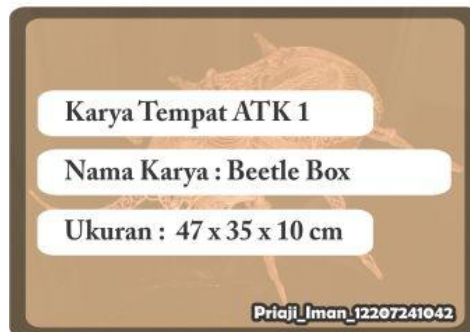 Karya Tempat ATK 1
Nama Karya : Beetle Box
Ukuran : 47 x 35 x 10 cm
Priaji_Iman_12207241042